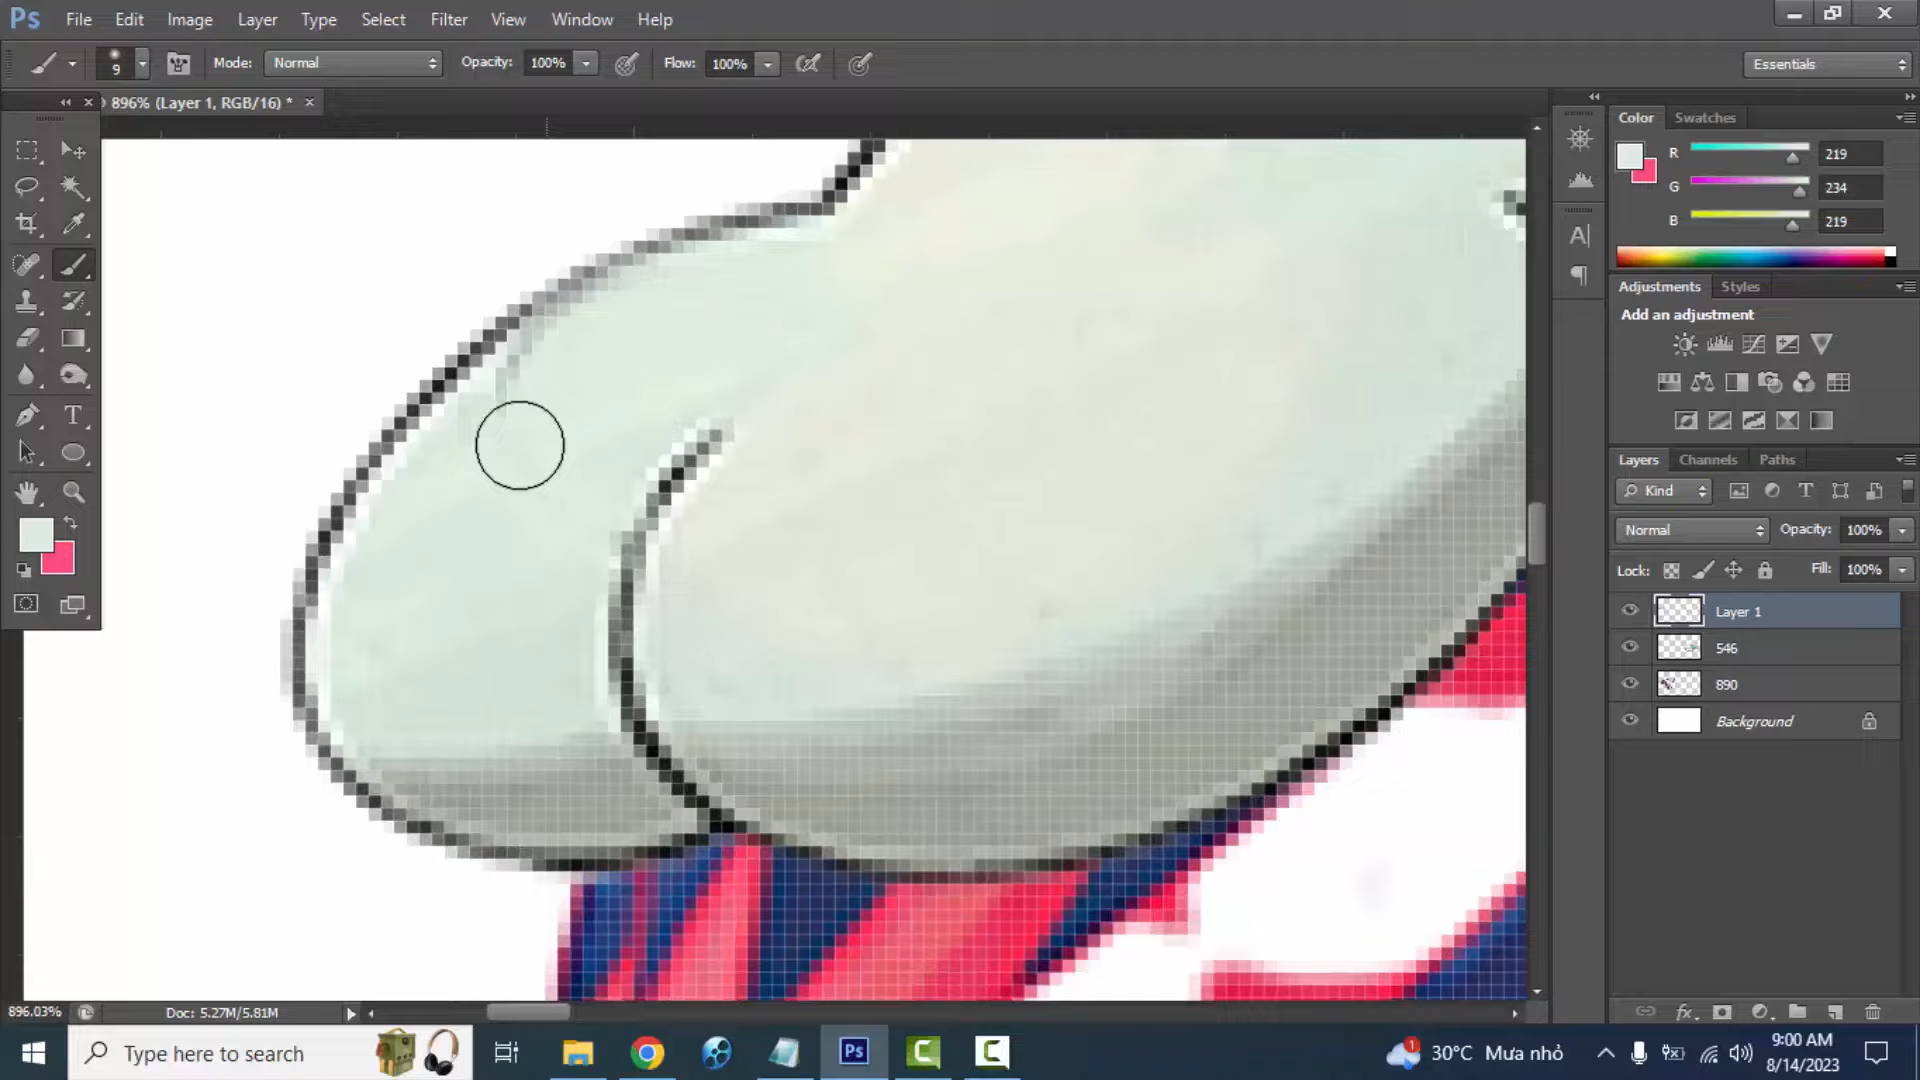 Ps File Edit Image Layer Type Select Filter View Window Help
9 Mode: Normal Opacity: 100% Flow: 100% Essentials
896% (Layer 1, RGB/16) *
Color Swatches
R 219
G 234
B 219
Adjustments Styles
Add an adjustment
Layers Channels Paths
Kind
Normal Opacity: 100%
Lock: Fill: 100%
Layer 1
546
890
Background
896.03% Doc: 5.27M/5.81M
Type here to search
Ps
1 30°C Mưa nhỏ
9:00 AM
8/14/2023